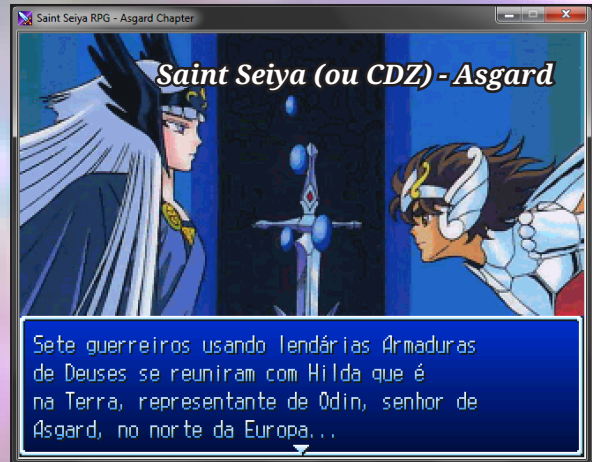 Saint Seiya RPG - Asgard Chapter
Saint Seiya (ou CDZ) - Asgard
Sete guerreiros usando lendárias Armaduras
de Deuses se reuniram com Hilda que é
na Terra, representante de Odin, senhor de
Asgard, no norte da Europa...